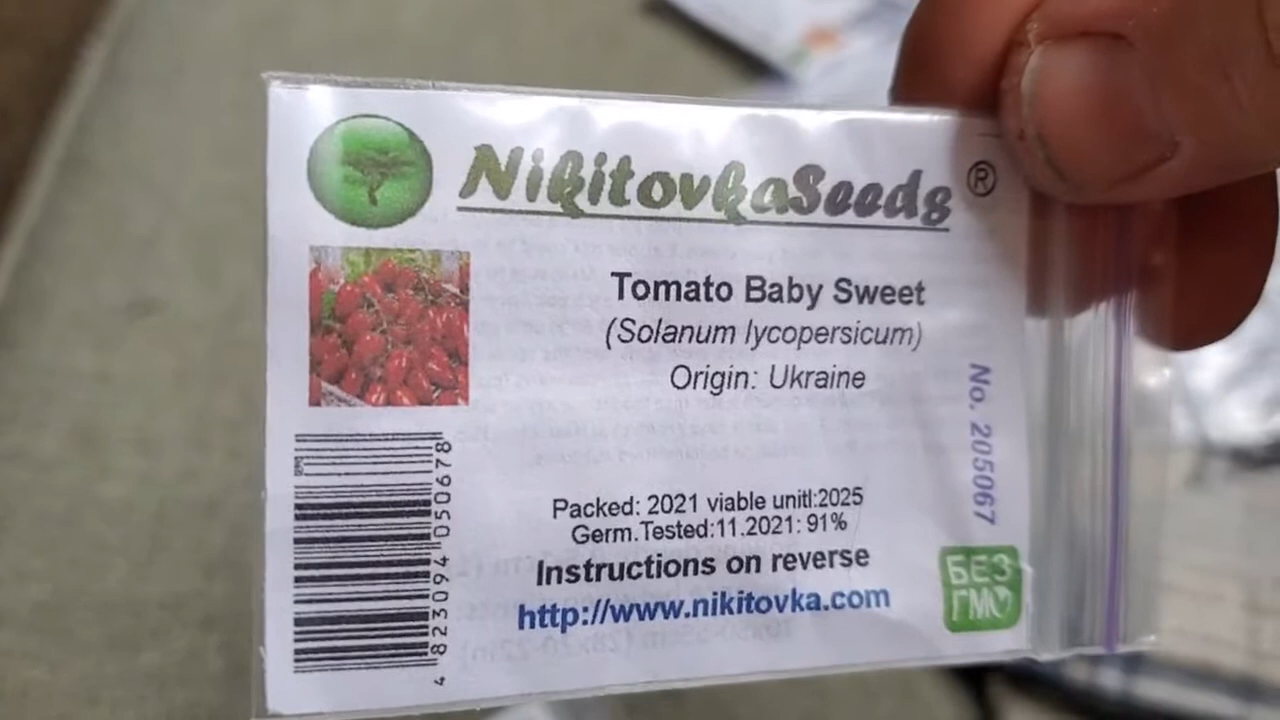 NikitovkaSeeds ®
Tomato Baby Sweet
(Solanum lycopersicum)
Origin: Ukraine
No. 205067
4 823094 050678
Packed: 2021 viable unitl:2025
Germ.Tested:11.2021: 91%
Instructions on reverse
http://www.nikitovka.com
БЕЗ
ГМО